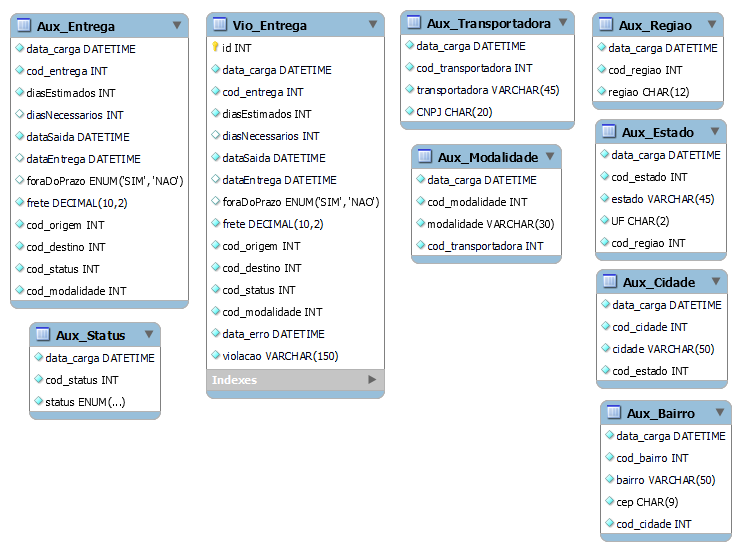 Aux_Entrega
data_carga DATETIME
cod_entrega INT
diasEstimados INT
diasNecessarios INT
dataSaida DATETIME
dataEntrega DATETIME
foraDoPrazo ENUM('SIM', 'NAO')
frete DECIMAL(10,2)
cod_origem INT
cod_destino INT
cod_status INT
cod_modalidade INT
Aux_Status
data_carga DATETIME
cod_status INT
status ENUM(...)
Vio_Entrega
id INT
data_carga DATETIME
cod_entrega INT
diasEstimados INT
diasNecessarios INT
dataSaida DATETIME
dataEntrega DATETIME
foraDoPrazo ENUM('SIM', 'NAO')
frete DECIMAL(10,2)
cod_origem INT
cod_destino INT
cod_status INT
cod_modalidade INT
data_erro DATETIME
violacao VARCHAR(150)
Indexes
Aux_Transportadora
data_carga DATETIME
cod_transportadora INT
transportadora VARCHAR(45)
CNPJ CHAR(20)
Aux_Modalidade
data_carga DATETIME
cod_modalidade INT
modalidade VARCHAR(30)
cod_transportadora INT
Aux_Regiao
data_carga DATETIME
cod_regiao INT
regiao CHAR(12)
Aux_Estado
data_carga DATETIME
cod_estado INT
estado VARCHAR(45)
UF CHAR(2)
cod_regiao INT
Aux_Cidade
data_carga DATETIME
cod_cidade INT
cidade VARCHAR(50)
cod_estado INT
Aux_Bairro
data_carga DATETIME
cod_bairro INT
bairro VARCHAR(50)
cep CHAR(9)
cod_cidade INT